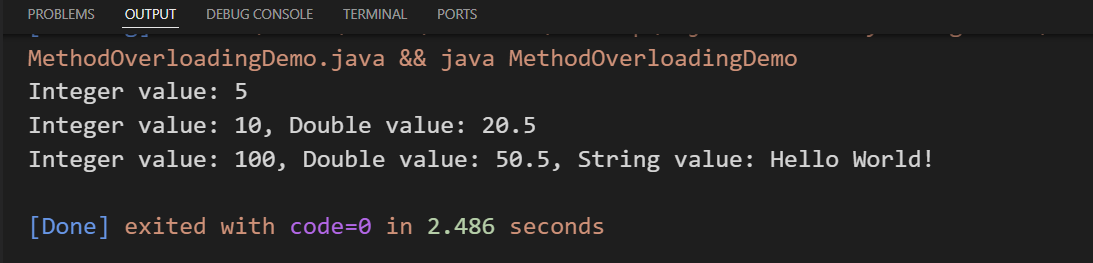 PROBLEMS OUTPUT DEBUG CONSOLE TERMINAL PORTS
MethodOverloadingDemo.java && java MethodOverloadingDemo
Integer value: 5
Integer value: 10, Double value: 20.5
Integer value: 100, Double value: 50.5, String value: Hello World!
[Done] exited with code=0 in 2.486 seconds